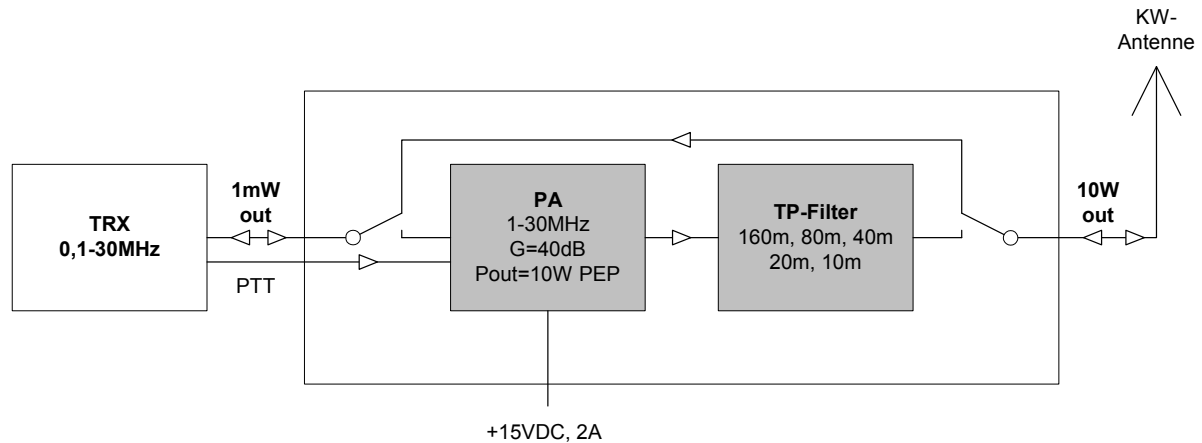 KW-
Antenne
TRX
0,1-30MHz
1mW
out
PTT
PA
1-30MHz
G=40dB
Pout=10W PEP
TP-Filter
160m, 80m, 40m
20m, 10m
10W
out
+15VDC, 2A